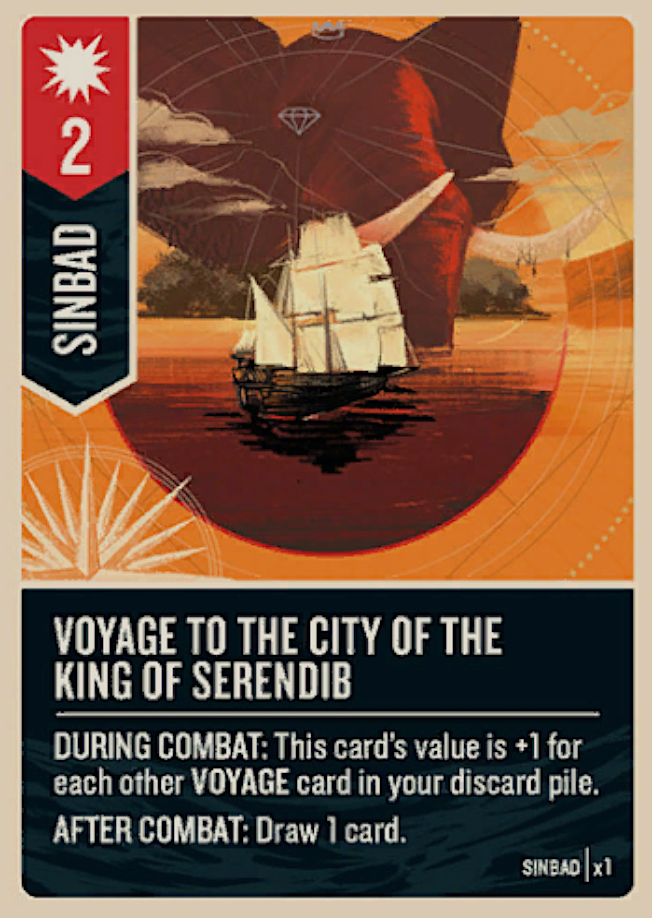 2
SINBAD
VOYAGE TO THE CITY OF THE
KING OF SERENDIB
DURING COMBAT: This card's value is +1 for
each other VOYAGE card in your discard pile.
AFTER COMBAT: Draw 1 card.
SINBAD | x1